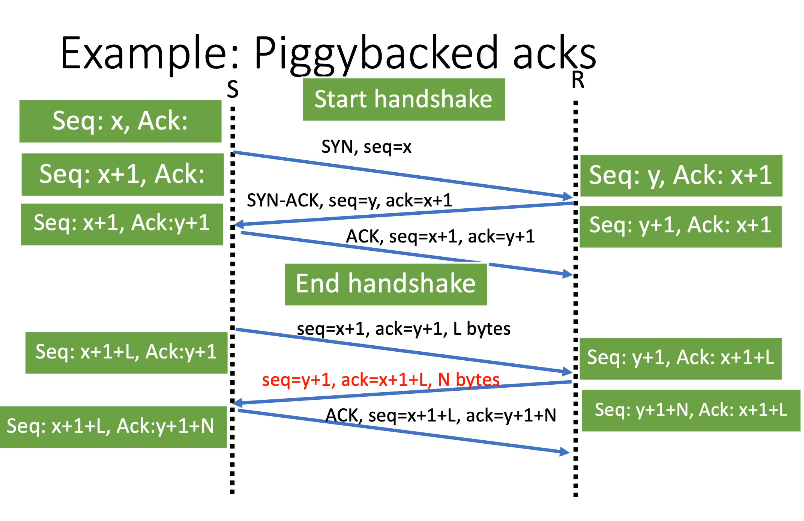 Example: Piggybacked acks
S
R
Start handshake
Seq: x, Ack:
SYN, seq=x
Seq: x+1, Ack:
Seq: y, Ack: x+1
SYN-ACK, seq=y, ack=x+1
Seq: x+1, Ack:y+1
Seq: y+1, Ack: x+1
ACK, seq=x+1, ack=y+1
End handshake
seq=x+1, ack=y+1, L bytes
Seq: x+1+L, Ack:y+1
Seq: y+1, Ack: x+1+L
seq=y+1, ack=x+1+L, N bytes
Seq: y+1+N, Ack: x+1+L
ACK, seq=x+1+L, ack=y+1+N
Seq: x+1+L, Ack:y+1+N